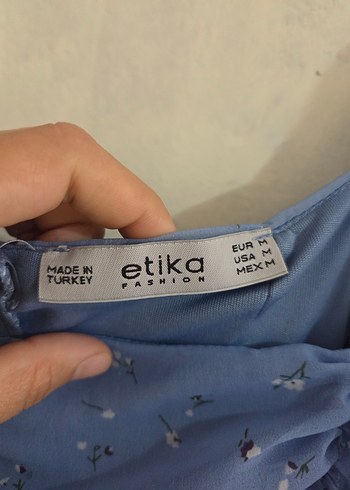 MADE IN
TURKEY
etika
FASHION
EUR M
USA M
MEX M